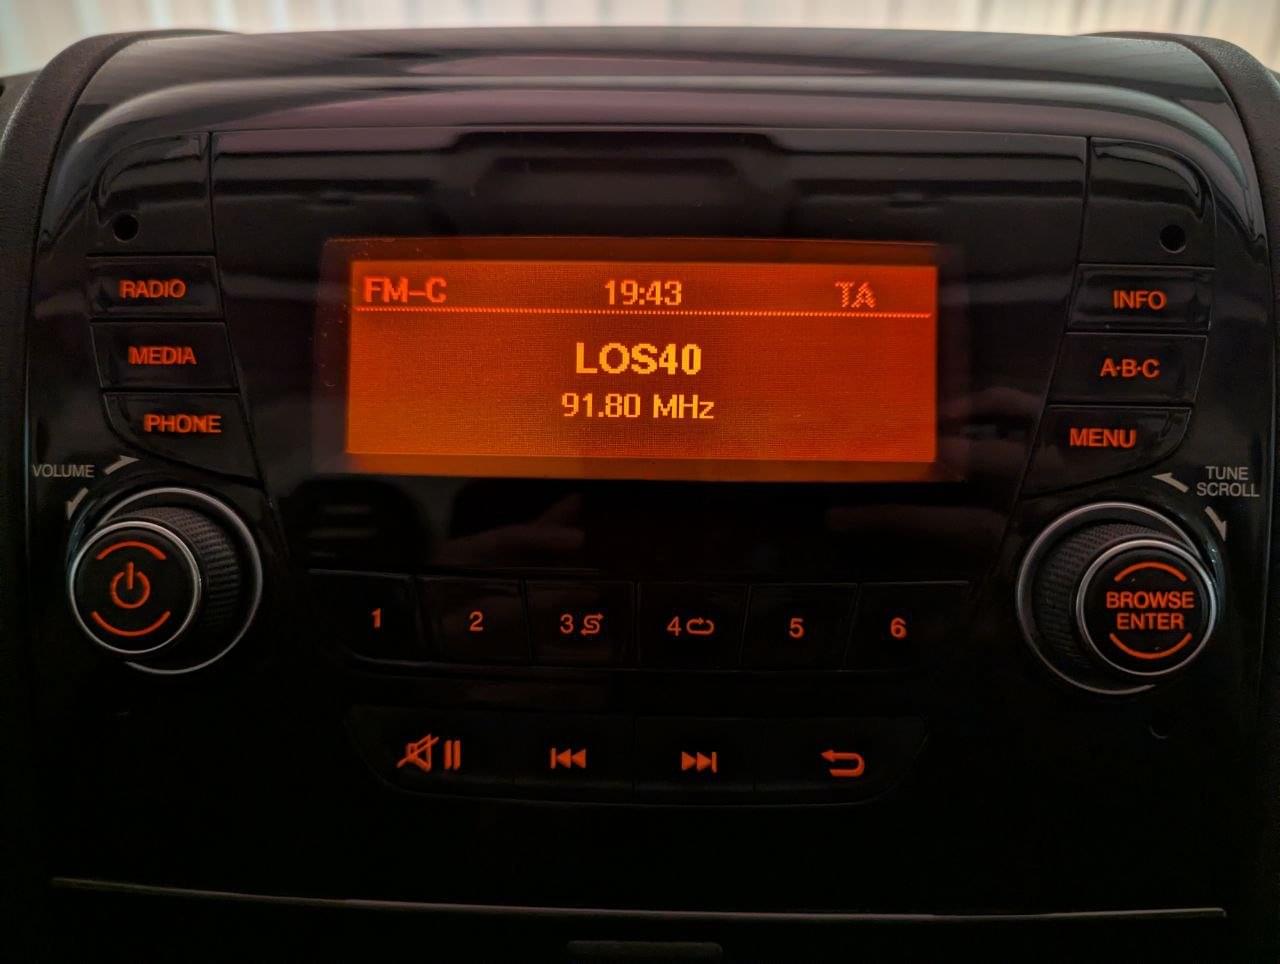 FM-C 19:43 TA
LOS40
91.80 MHz
RADIO
MEDIA
PHONE
VOLUME
INFO
A·B·C
MENU
TUNE
SCROLL
1 2 3 4 5 6
BROWSE
ENTER